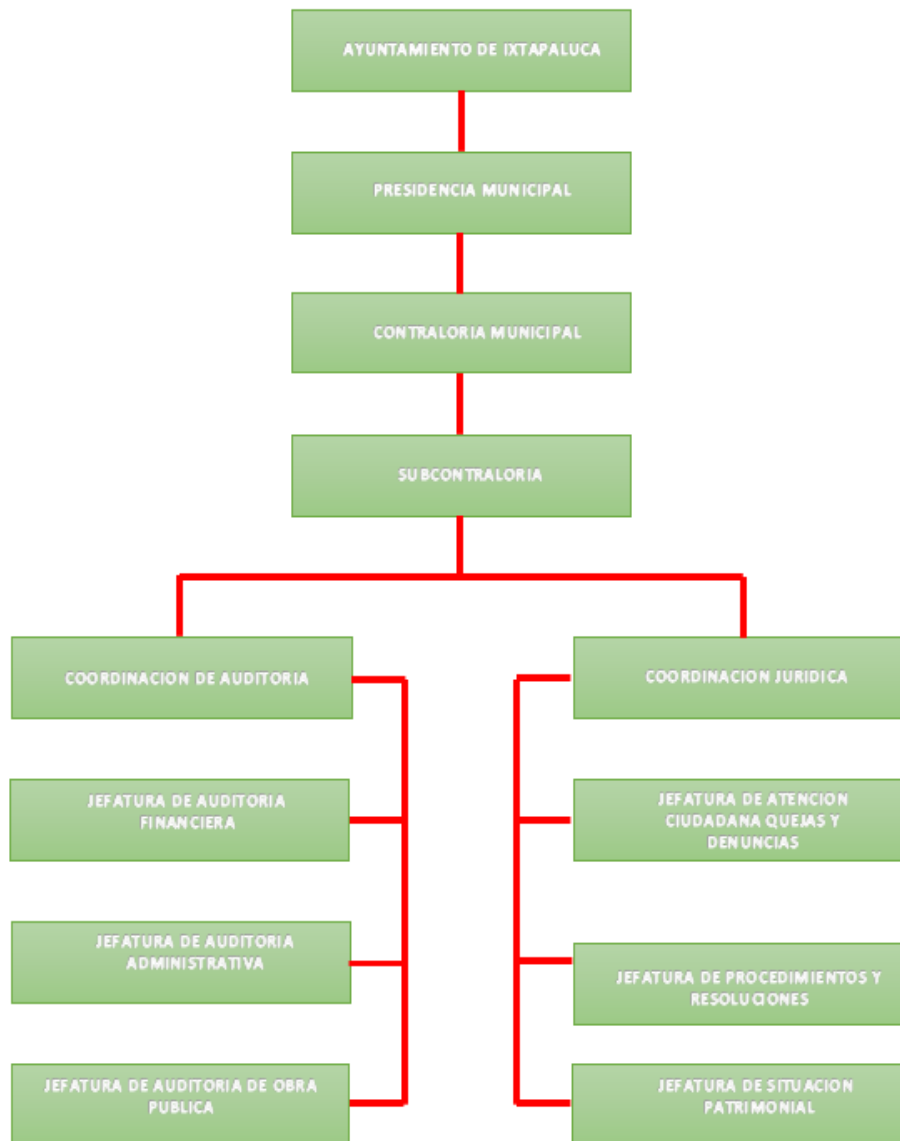 AYUNTAMIENTO DE IXTAPALUCA
PRESIDENCIA MUNICIPAL
CONTRALORIA MUNICIPAL
SUBCONTRALORIA
COORDINACION DE AUDITORIA
JEFATURA DE AUDITORIA
FINANCIERA
JEFATURA DE AUDITORIA
ADMINISTRATIVA
JEFATURA DE AUDITORIA DE OBRA
PUBLICA
COORDINACION JURIDICA
JEFATURA DE ATENCION
CIUDADANA QUEJAS Y
DENUNCIAS
JEFATURA DE PROCEDIMIENTOS Y
RESOLUCIONES
JEFATURA DE SITUACION
PATRIMONIAL